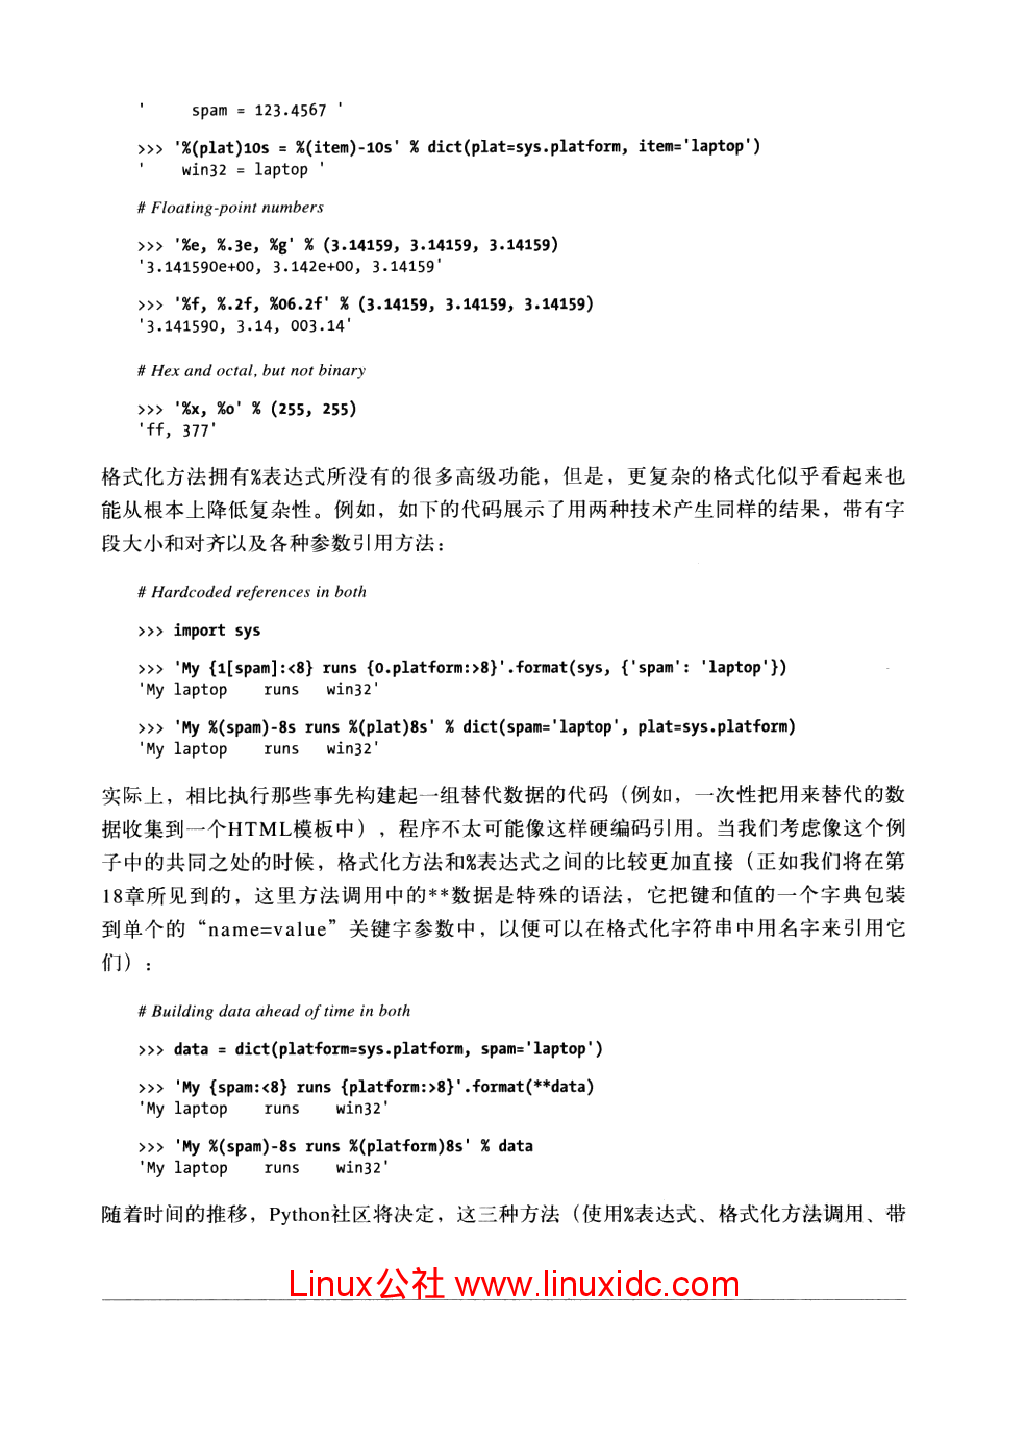 '     spam = 123.4567 '
>>> '%(plat)10s = %(item)-10s' % dict(plat=sys.platform, item='laptop')
'    win32 = laptop '
# Floating-point numbers
>>> '%e, %.3e, %g' % (3.14159, 3.14159, 3.14159)
'3.141590e+00, 3.142e+00, 3.14159'
>>> '%f, %.2f, %06.2f' % (3.14159, 3.14159, 3.14159)
'3.141590, 3.14, 003.14'
# Hex and octal, but not binary
>>> '%x, %o' % (255, 255)
'ff, 377'
格式化方法拥有%表达式所没有的很多高级功能，但是，更复杂的格式化似乎看起来也
能从根本上降低复杂性。例如，如下的代码展示了用两种技术产生同样的结果，带有字
段大小和对齐以及各种参数引用方法：
# Hardcoded references in both
>>> import sys
>>> 'My {1[spam]:<8} runs {0.platform:>8}'.format(sys, {'spam': 'laptop'})
'My laptop    runs   win32'
>>> 'My %(spam)-8s runs %(plat)8s' % dict(spam='laptop', plat=sys.platform)
'My laptop    runs   win32'
实际上，相比执行那些事先构建起一组替代数据的代码（例如，一次性把用来替代的数
据收集到一个HTML模板中），程序不太可能像这样硬编码引用。当我们考虑像这个例
子中的共同之处的时候，格式化方法和%表达式之间的比较更加直接（正如我们将在第
18章所见到的，这里方法调用中的**数据是特殊的语法，它把键和值的一个字典包装
到单个的“name=value”关键字参数中，以便可以在格式化字符串中用名字来引用它
们）：
# Building data ahead of time in both
>>> data = dict(platform=sys.platform, spam='laptop')
>>> 'My {spam:<8} runs {platform:>8}'.format(**data)
'My laptop    runs    win32'
>>> 'My %(spam)-8s runs %(platform)8s' % data
'My laptop    runs    win32'
随着时间的推移，Python社区将决定，这三种方法（使用%表达式、格式化方法调用、带
Linux公社 www.linuxidc.com